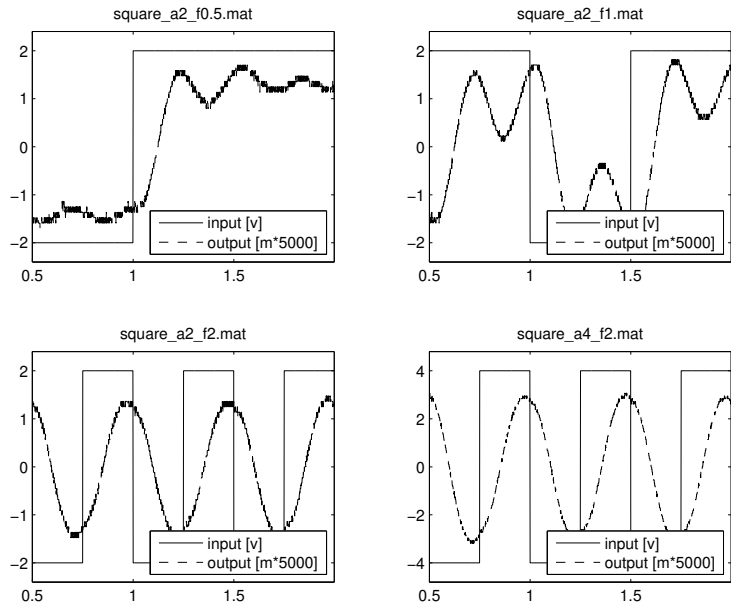 square_a2_f0.5.mat
2
1
0
−1
−2
0.5
1
1.5
input [v]
output [m*5000]
square_a2_f1.mat
2
1
0
−1
−2
0.5
1
1.5
input [v]
output [m*5000]
square_a2_f2.mat
2
1
0
−1
−2
0.5
1
1.5
input [v]
output [m*5000]
square_a4_f2.mat
4
2
0
−2
−4
0.5
1
1.5
input [v]
output [m*5000]